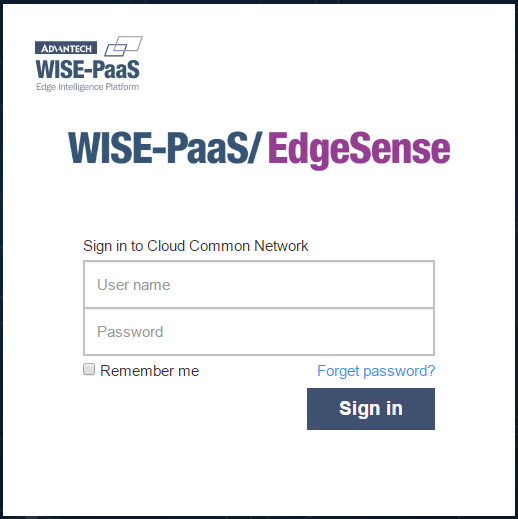 ADVANTECH
WISE-PaaS
Edge Intelligence Platform
WISE-PaaS/ EdgeSense
Sign in to Cloud Common Network
User name
Password
Remember me Forget password?
Sign in